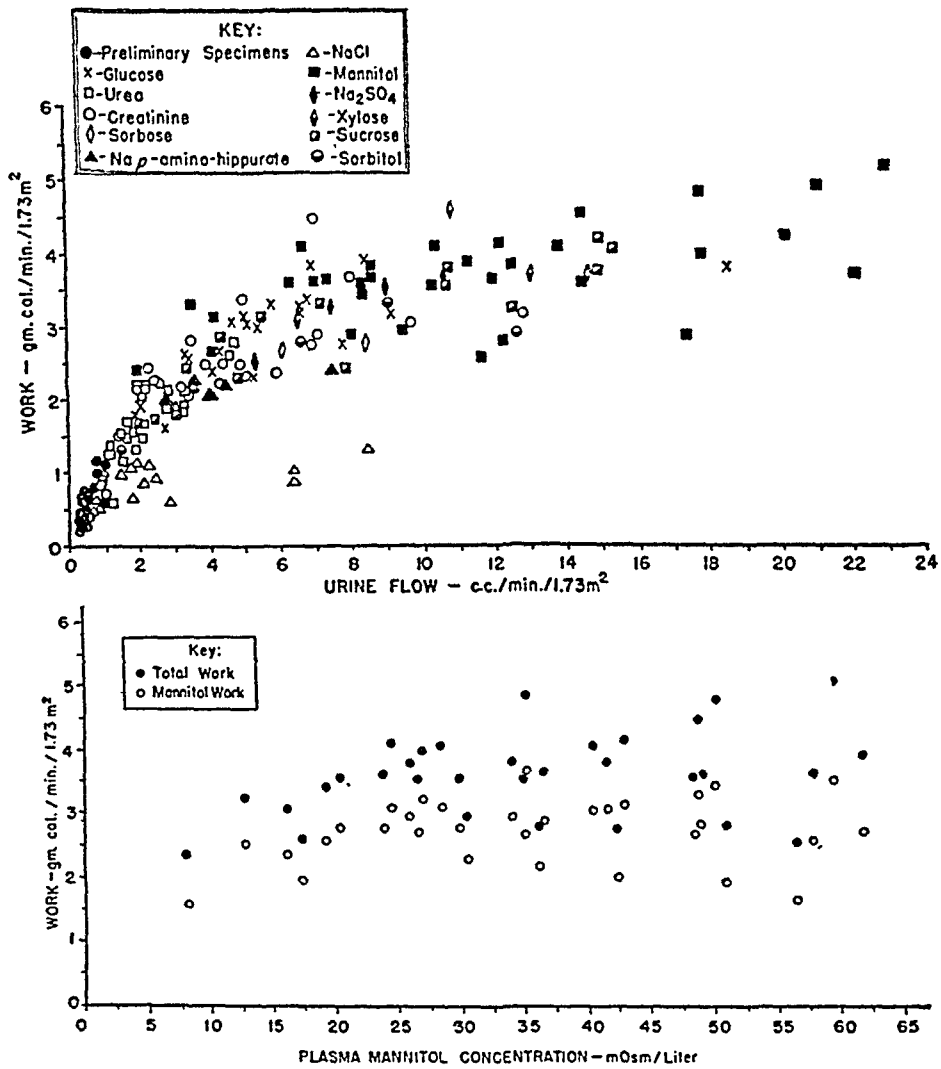 KEY:
-Preliminary Specimens
-Glucose
-Urea
-Creatinine
-Sorbose
-Na p-amino-hippurate
-NaCl
-Mannitol
-Na2SO4
-Xylose
-Sucrose
-Sorbitol
WORK - gm. cal./min./1.73m²
6
5
4
3
2
1
0
0 2 4 6 8 10 12 14 16 18 20 22 24
URINE FLOW - c.c./min./1.73m²
Key:
Total Work
Mannitol Work
WORK-gm. cal./min./1.73 m²
6
5
4
3
2
1
0
0 5 10 15 20 25 30 35 40 45 50 55 60 65
PLASMA MANNITOL CONCENTRATION-mOsm/Liter